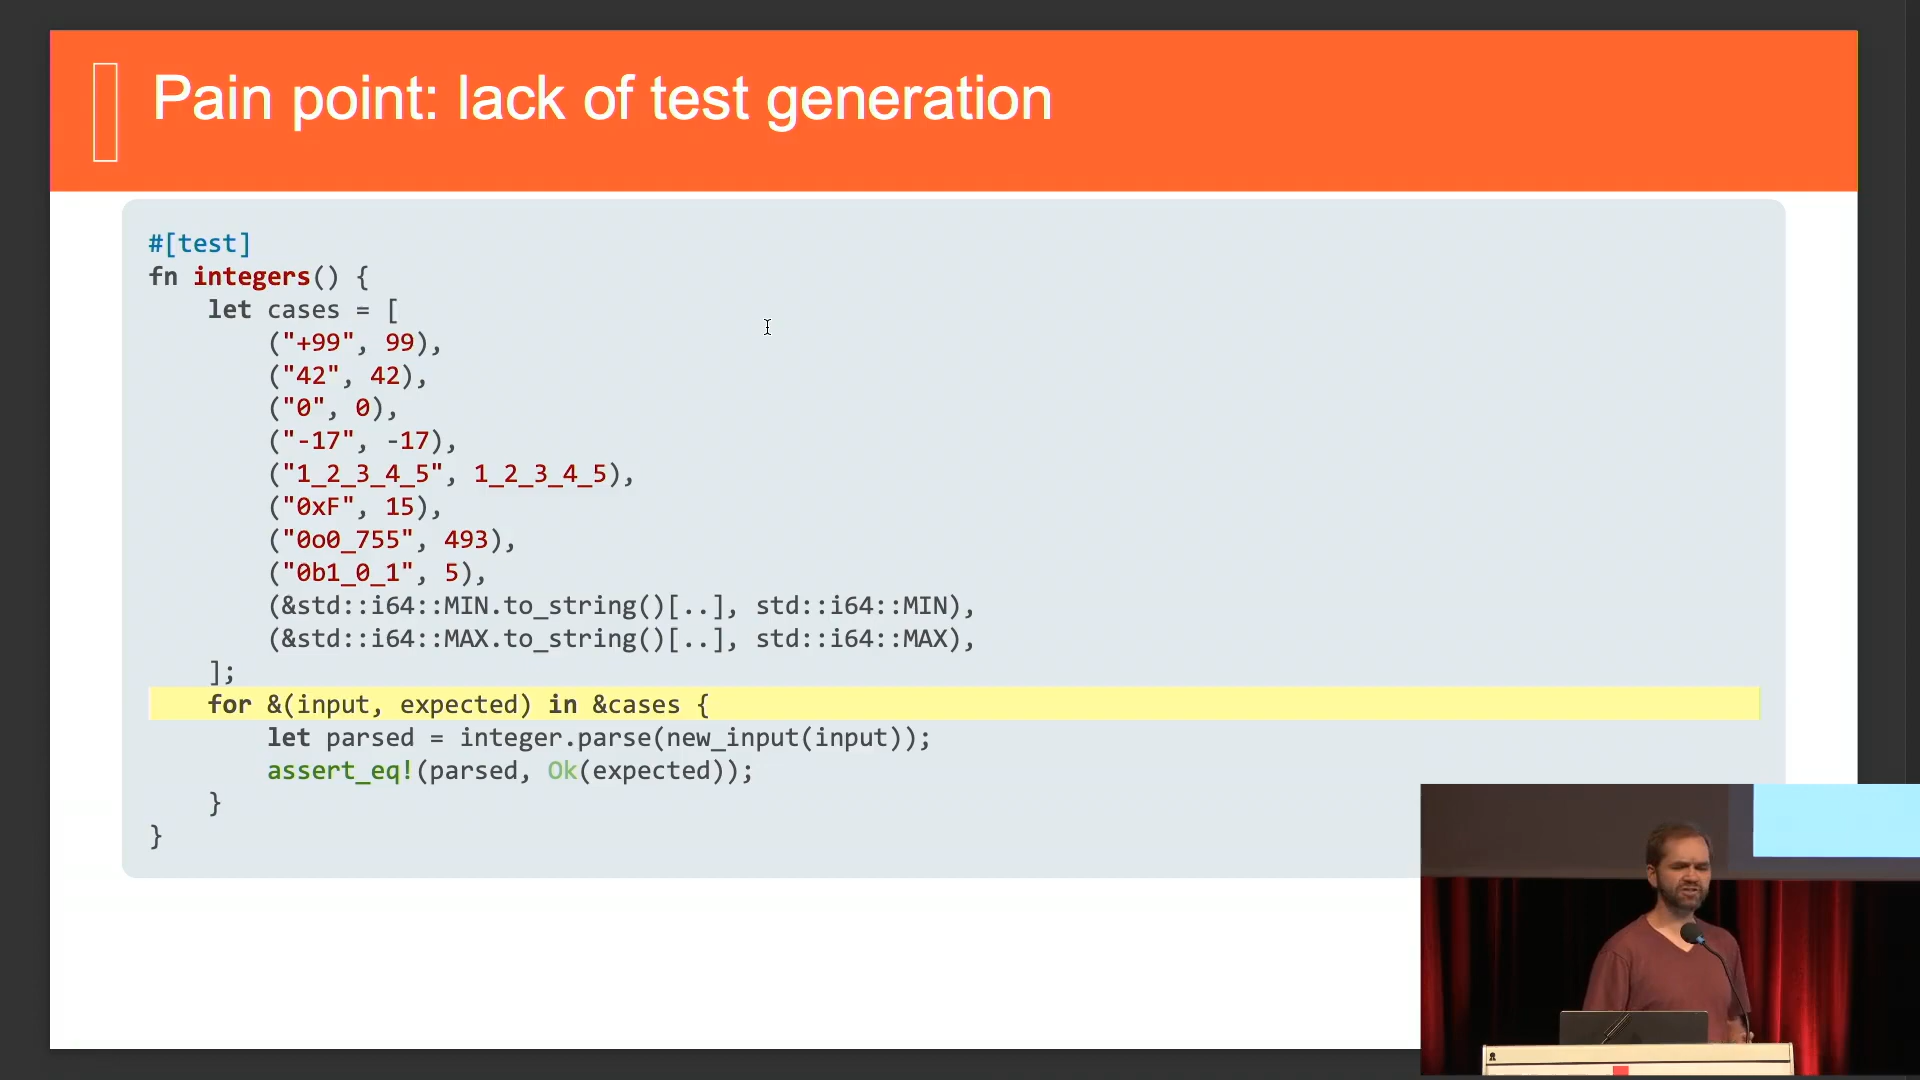 Pain point: lack of test generation
#[test]
fn integers() {
    let cases = [
        ("+99", 99),
        ("42", 42),
        ("0", 0),
        ("-17", -17),
        ("1_2_3_4_5", 1_2_3_4_5),
        ("0xF", 15),
        ("0o0_755", 493),
        ("0b1_0_1", 5),
        (&std::i64::MIN.to_string()[..], std::i64::MIN),
        (&std::i64::MAX.to_string()[..], std::i64::MAX),
    ];
    for &(input, expected) in &cases {
        let parsed = integer.parse(new_input(input));
        assert_eq!(parsed, Ok(expected));
    }
}